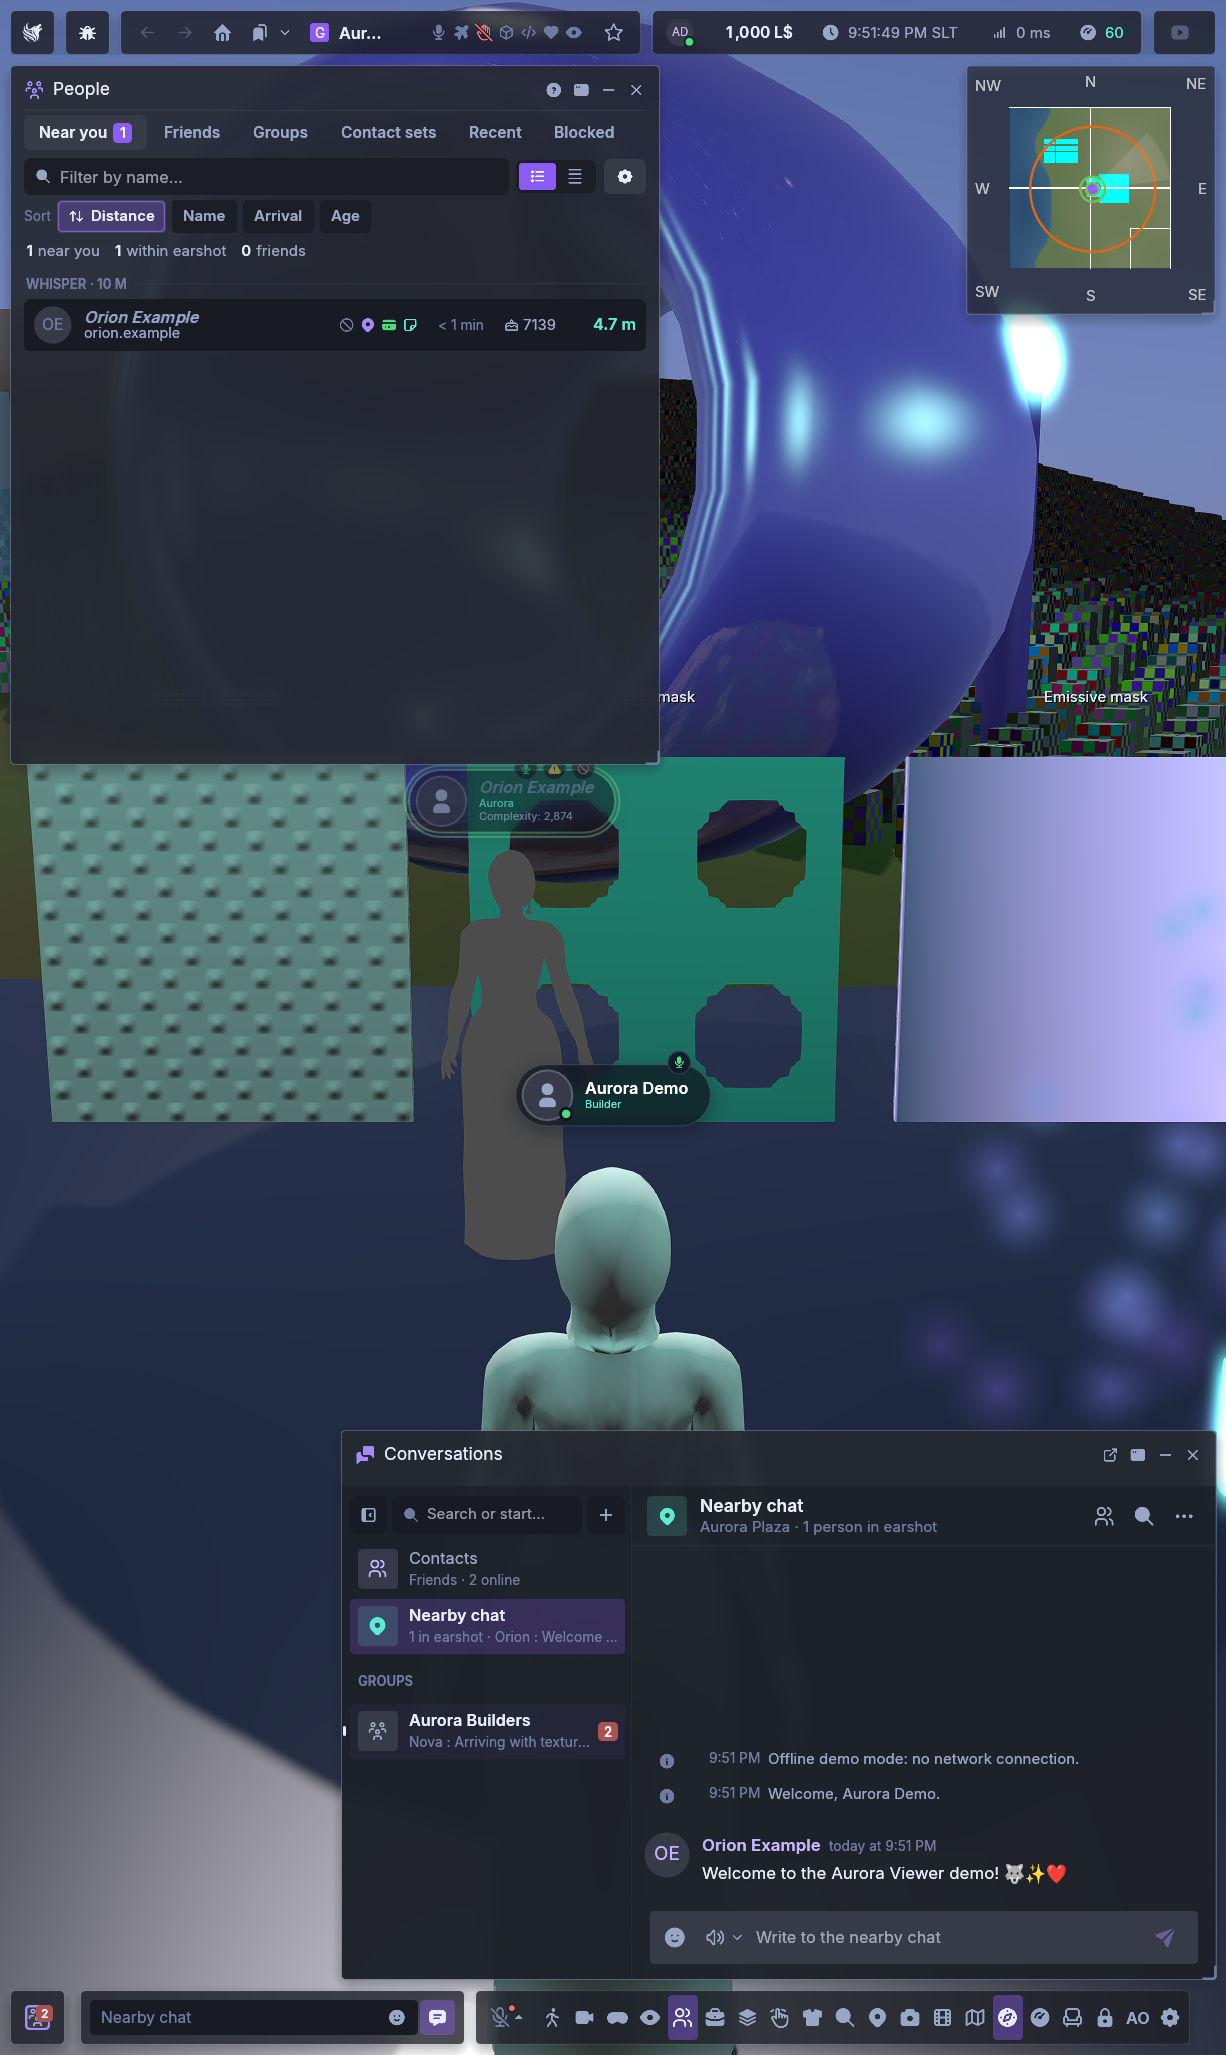 G Aur...
AD
1,000 L$
9:51:49 PM SLT
0 ms
60
People
Near you 1
Friends
Groups
Contact sets
Recent
Blocked
Filter by name...
Sort
Distance
Name
Arrival
Age
1 near you 1 within earshot 0 friends
WHISPER · 10 M
OE
Orion Example
orion.example
< 1 min
7139
4.7 m
NW N NE
W E
SW S SE
mask
Emissive mask
Orion Example
Aurora
Complexity: 2,874
Aurora Demo
Builder
Conversations
Search or start...
Contacts
Friends · 2 online
Nearby chat
1 in earshot · Orion : Welcome ...
GROUPS
Aurora Builders
Nova : Arriving with textur...
2
Nearby chat
Aurora Plaza · 1 person in earshot
9:51 PM Offline demo mode: no network connection.
9:51 PM Welcome, Aurora Demo.
OE
Orion Example today at 9:51 PM
Welcome to the Aurora Viewer demo! 🐺✨❤️
Write to the nearby chat
2
Nearby chat
AO